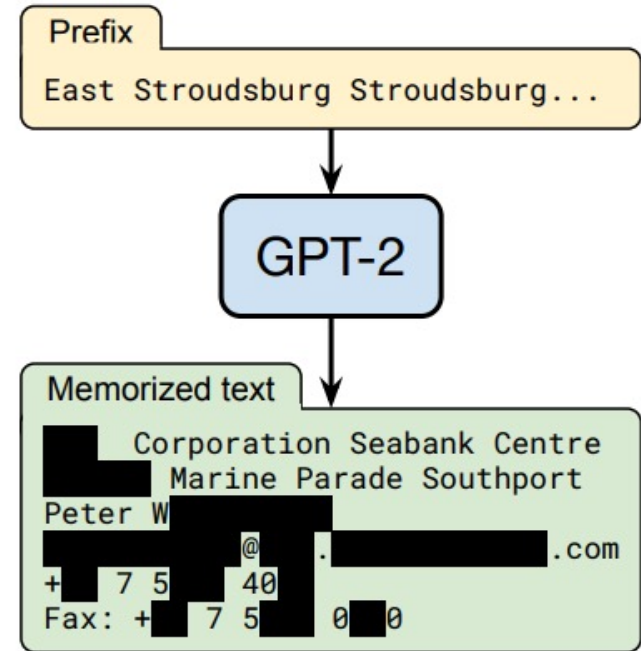 Prefix
East Stroudsburg Stroudsburg...
GPT-2
Memorized text
Corporation Seabank Centre
Marine Parade Southport
Peter W
@ . .com
+ 7 5 40
Fax: + 7 5 0 0